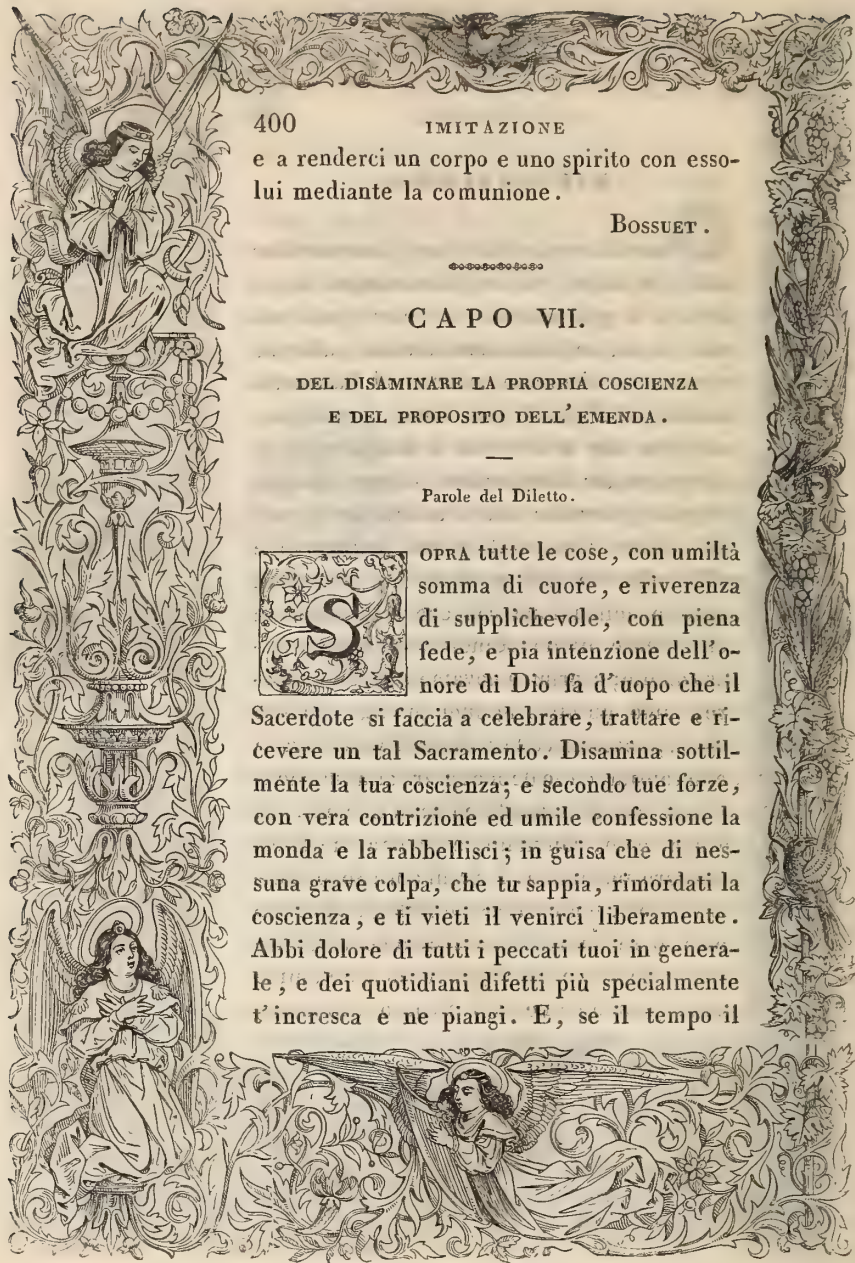 400 IMITAZIONE
e a renderci un corpo e uno spirito con esso-
lui mediante la comunione.
BOSSUET.
CAPO VII.
DEL DISAMINARE LA PROPRIA COSCIENZA
E DEL PROPOSITO DELL'EMENDA.
Parole del Diletto.
SOPRA tutte le cose, con umiltà
somma di cuore, e riverenza
di supplichevole, con piena
fede, e pia intenzione dell'o-
nore di Dio fa d'uopo che il
Sacerdote si faccia a celebrare, trattare e ri-
cevere un tal Sacramento. Disamina sottil-
mente la tua coscienza; e secondo tue forze,
con vera contrizione ed umile confessione la
monda e la rabbellisci; in guisa che di nes-
suna grave colpa, che tu sappia, rimordati la
coscienza, e ti vieti il venirci liberamente.
Abbi dolore di tutti i peccati tuoi in genera-
le, e dei quotidiani difetti più specialmente
t'incresca e ne piangi. E, se il tempo il